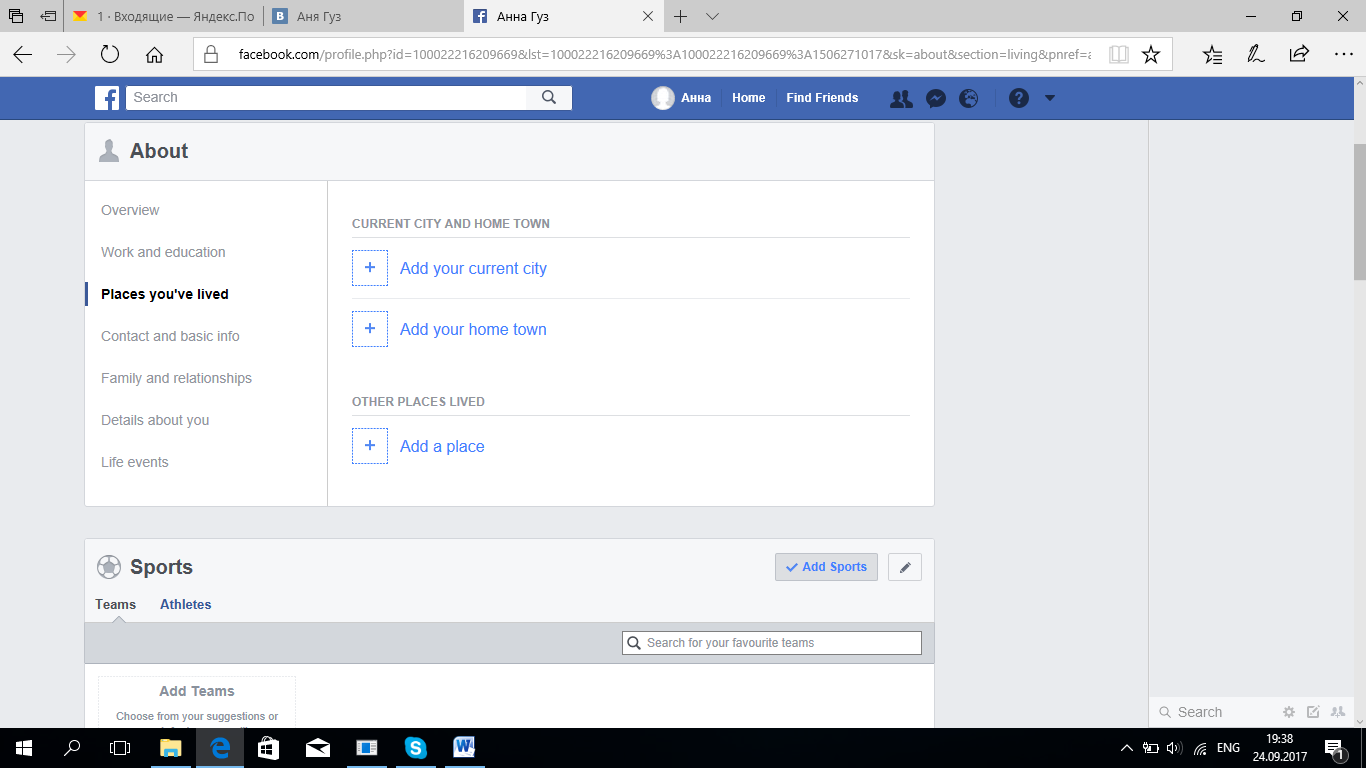 1 · Входящие — Яндекс.По
Аня Гуз
Анна Гуз
facebook.com/profile.php?id=100022216209669&lst=100022216209669%3A100022216209669%3A1506271017&sk=about&section=living&pnref=a
Search
Анна
Home
Find Friends
About
Overview
Work and education
Places you've lived
Contact and basic info
Family and relationships
Details about you
Life events
CURRENT CITY AND HOME TOWN
Add your current city
Add your home town
OTHER PLACES LIVED
Add a place
Sports
Add Sports
Teams
Athletes
Search for your favourite teams
Add Teams
Choose from your suggestions or
Search
ENG
19:38
24.09.2017
1